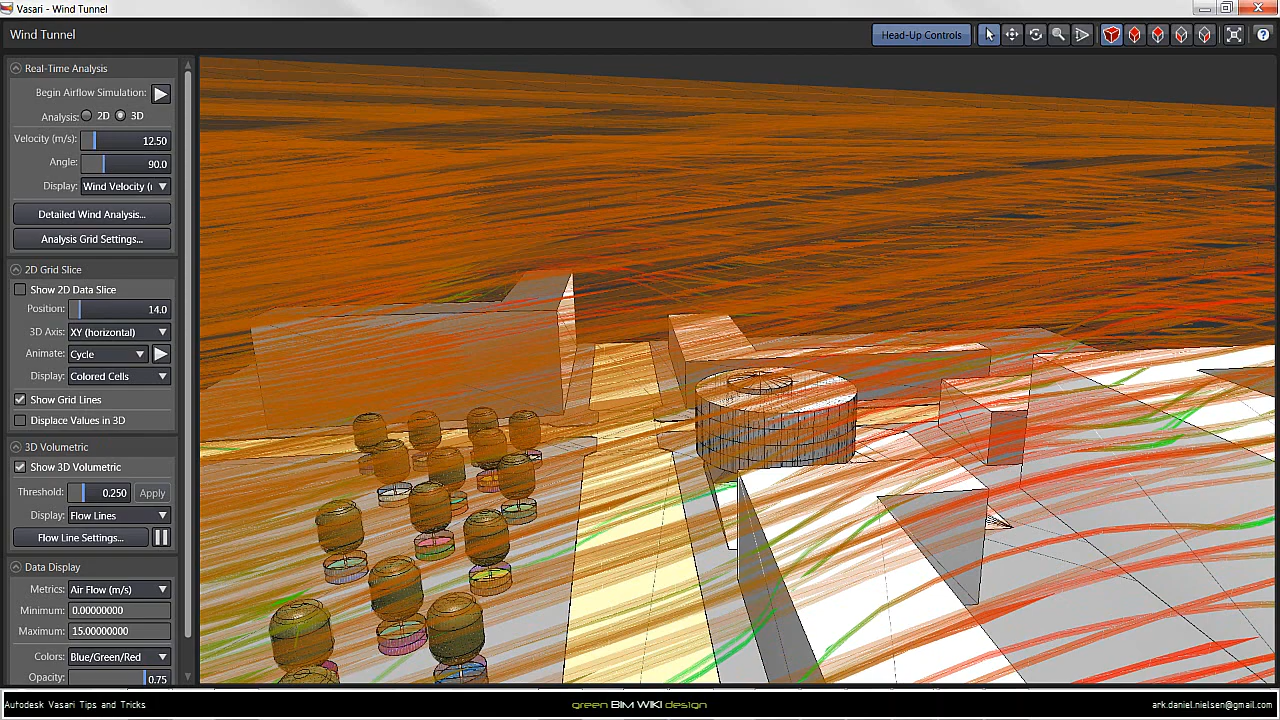 Vasari - Wind Tunnel
Wind Tunnel
Head-Up Controls
Real-Time Analysis
Begin Airflow Simulation:
Analysis: 2D 3D
Velocity (m/s): 12.50
Angle: 90.0
Display: Wind Velocity (
Detailed Wind Analysis...
Analysis Grid Settings...
2D Grid Slice
Show 2D Data Slice
Position: 14.0
3D Axis: XY (horizontal)
Animate: Cycle
Display: Colored Cells
Show Grid Lines
Displace Values in 3D
3D Volumetric
Show 3D Volumetric
Threshold: 0.250 Apply
Display: Flow Lines
Flow Line Settings...
Data Display
Metrics: Air Flow (m/s)
Minimum: 0.00000000
Maximum: 15.00000000
Colors: Blue/Green/Red
Opacity: 0.75
Autodesk Vasari Tips and Tricks
green BIM WIKI design
ark.daniel.nielsen@gmail.com